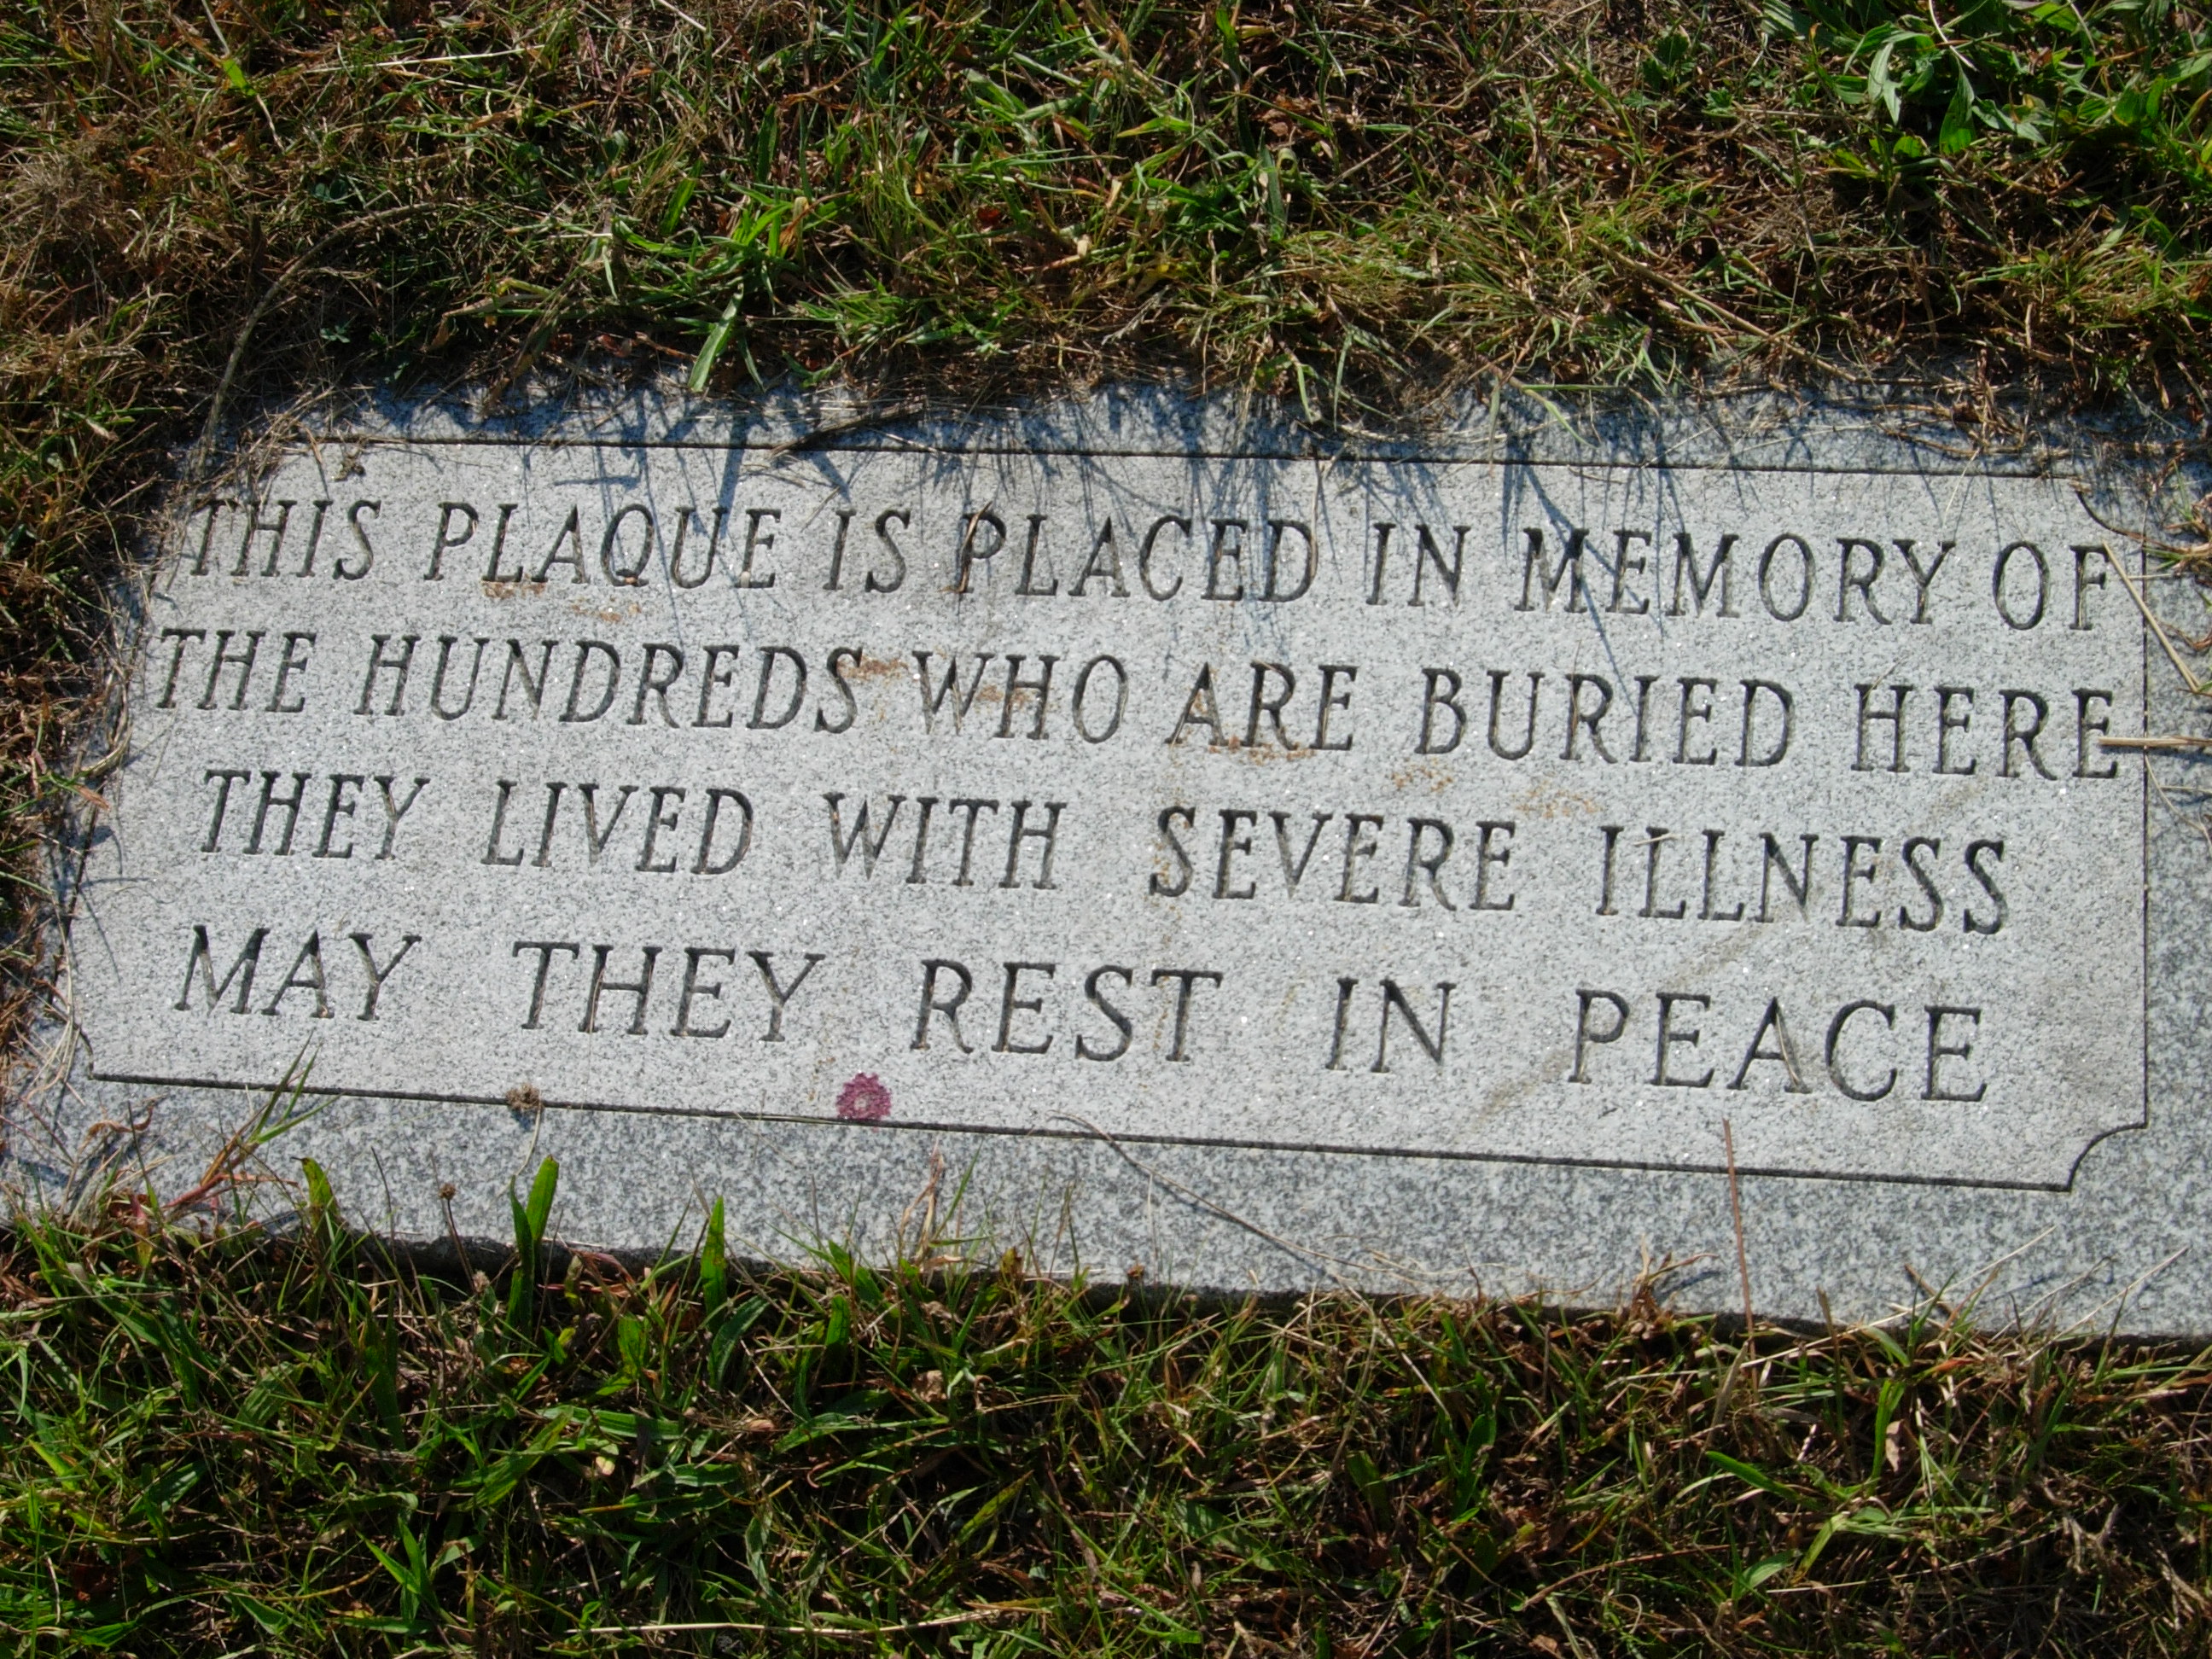 THIS PLAQUE IS PLACED IN MEMORY OF
THE HUNDREDS WHO ARE BURIED HERE
THEY LIVED WITH SEVERE ILLNESS
MAY THEY REST IN PEACE